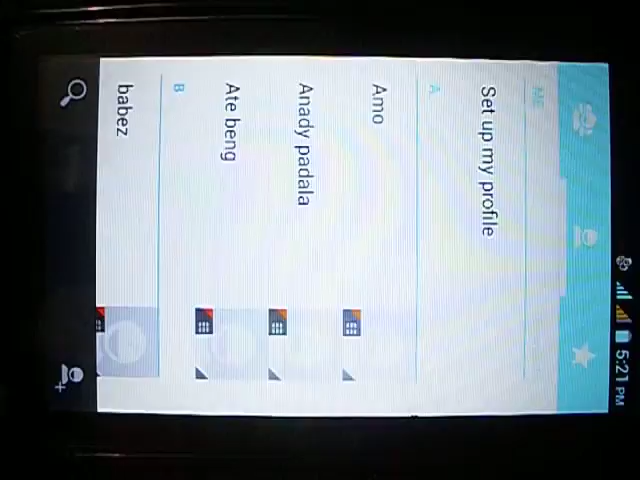 5:21 PM
ME
Set up my profile
A
Amo
Anady padala
Ate beng
B
babez